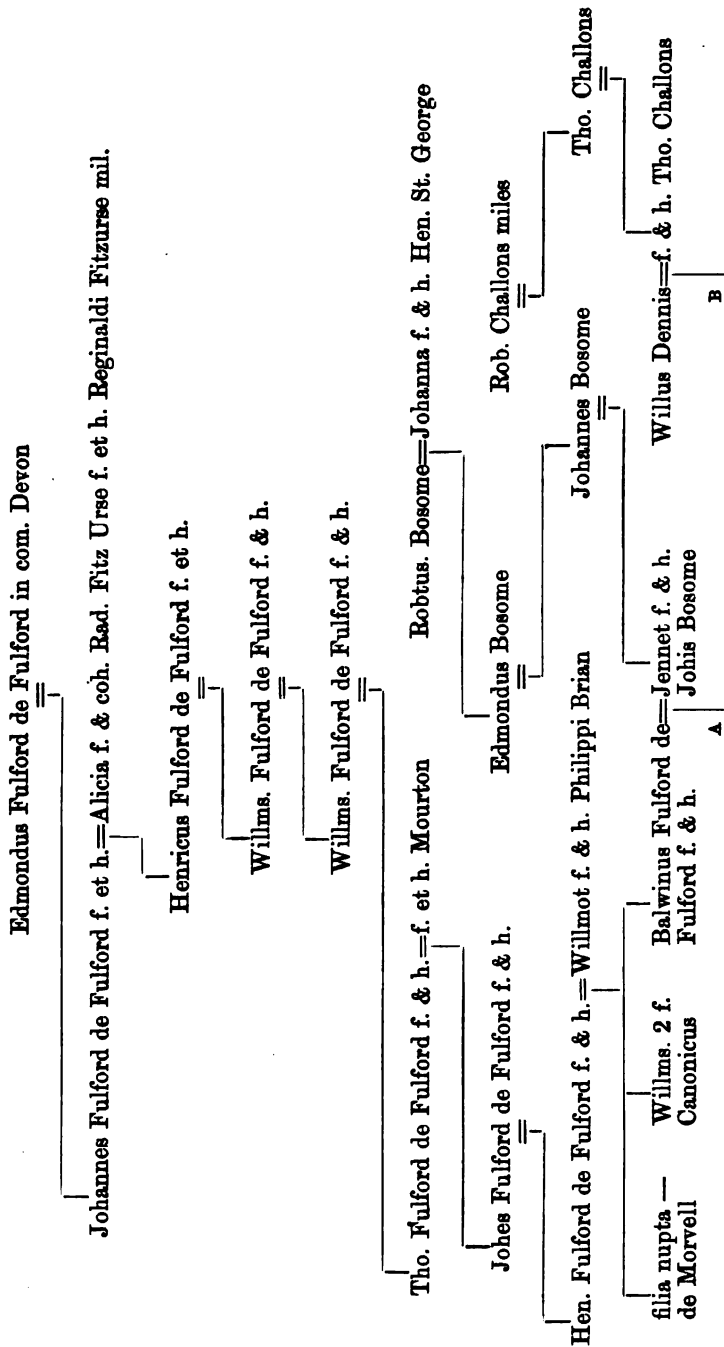 Edmondus Fulford de Fulford in com. Devon
Johannes Fulford de Fulford f. et h.=Alicia f. & coh. Rad. Fitz Urse f. et h. Reginaldi Fitzurse mil.
Henricus Fulford de Fulford f. et h.
Willms. Fulford de Fulford f. & h.
Willms. Fulford de Fulford f. & h.
Tho. Fulford de Fulford f. & h.=f. et h. Mourton
Robtus. Bosome=Johanna f. & h. Hen. St. George
Johes Fulford de Fulford f. & h.
Edmondus Bosome
Rob. Challons miles
Hen. Fulford de Fulford f. & h.=Willmot f. & h. Philippi Brian
Johannes Bosome
Tho. Challons
filia nupta —
de Morvell
Willms. 2 f.
Canonicus
Balwinus Fulford de=Jennet f. & h.
Fulford f. & h.
Johis Bosome
Willus Dennis=f. & h. Tho. Challons
A
B